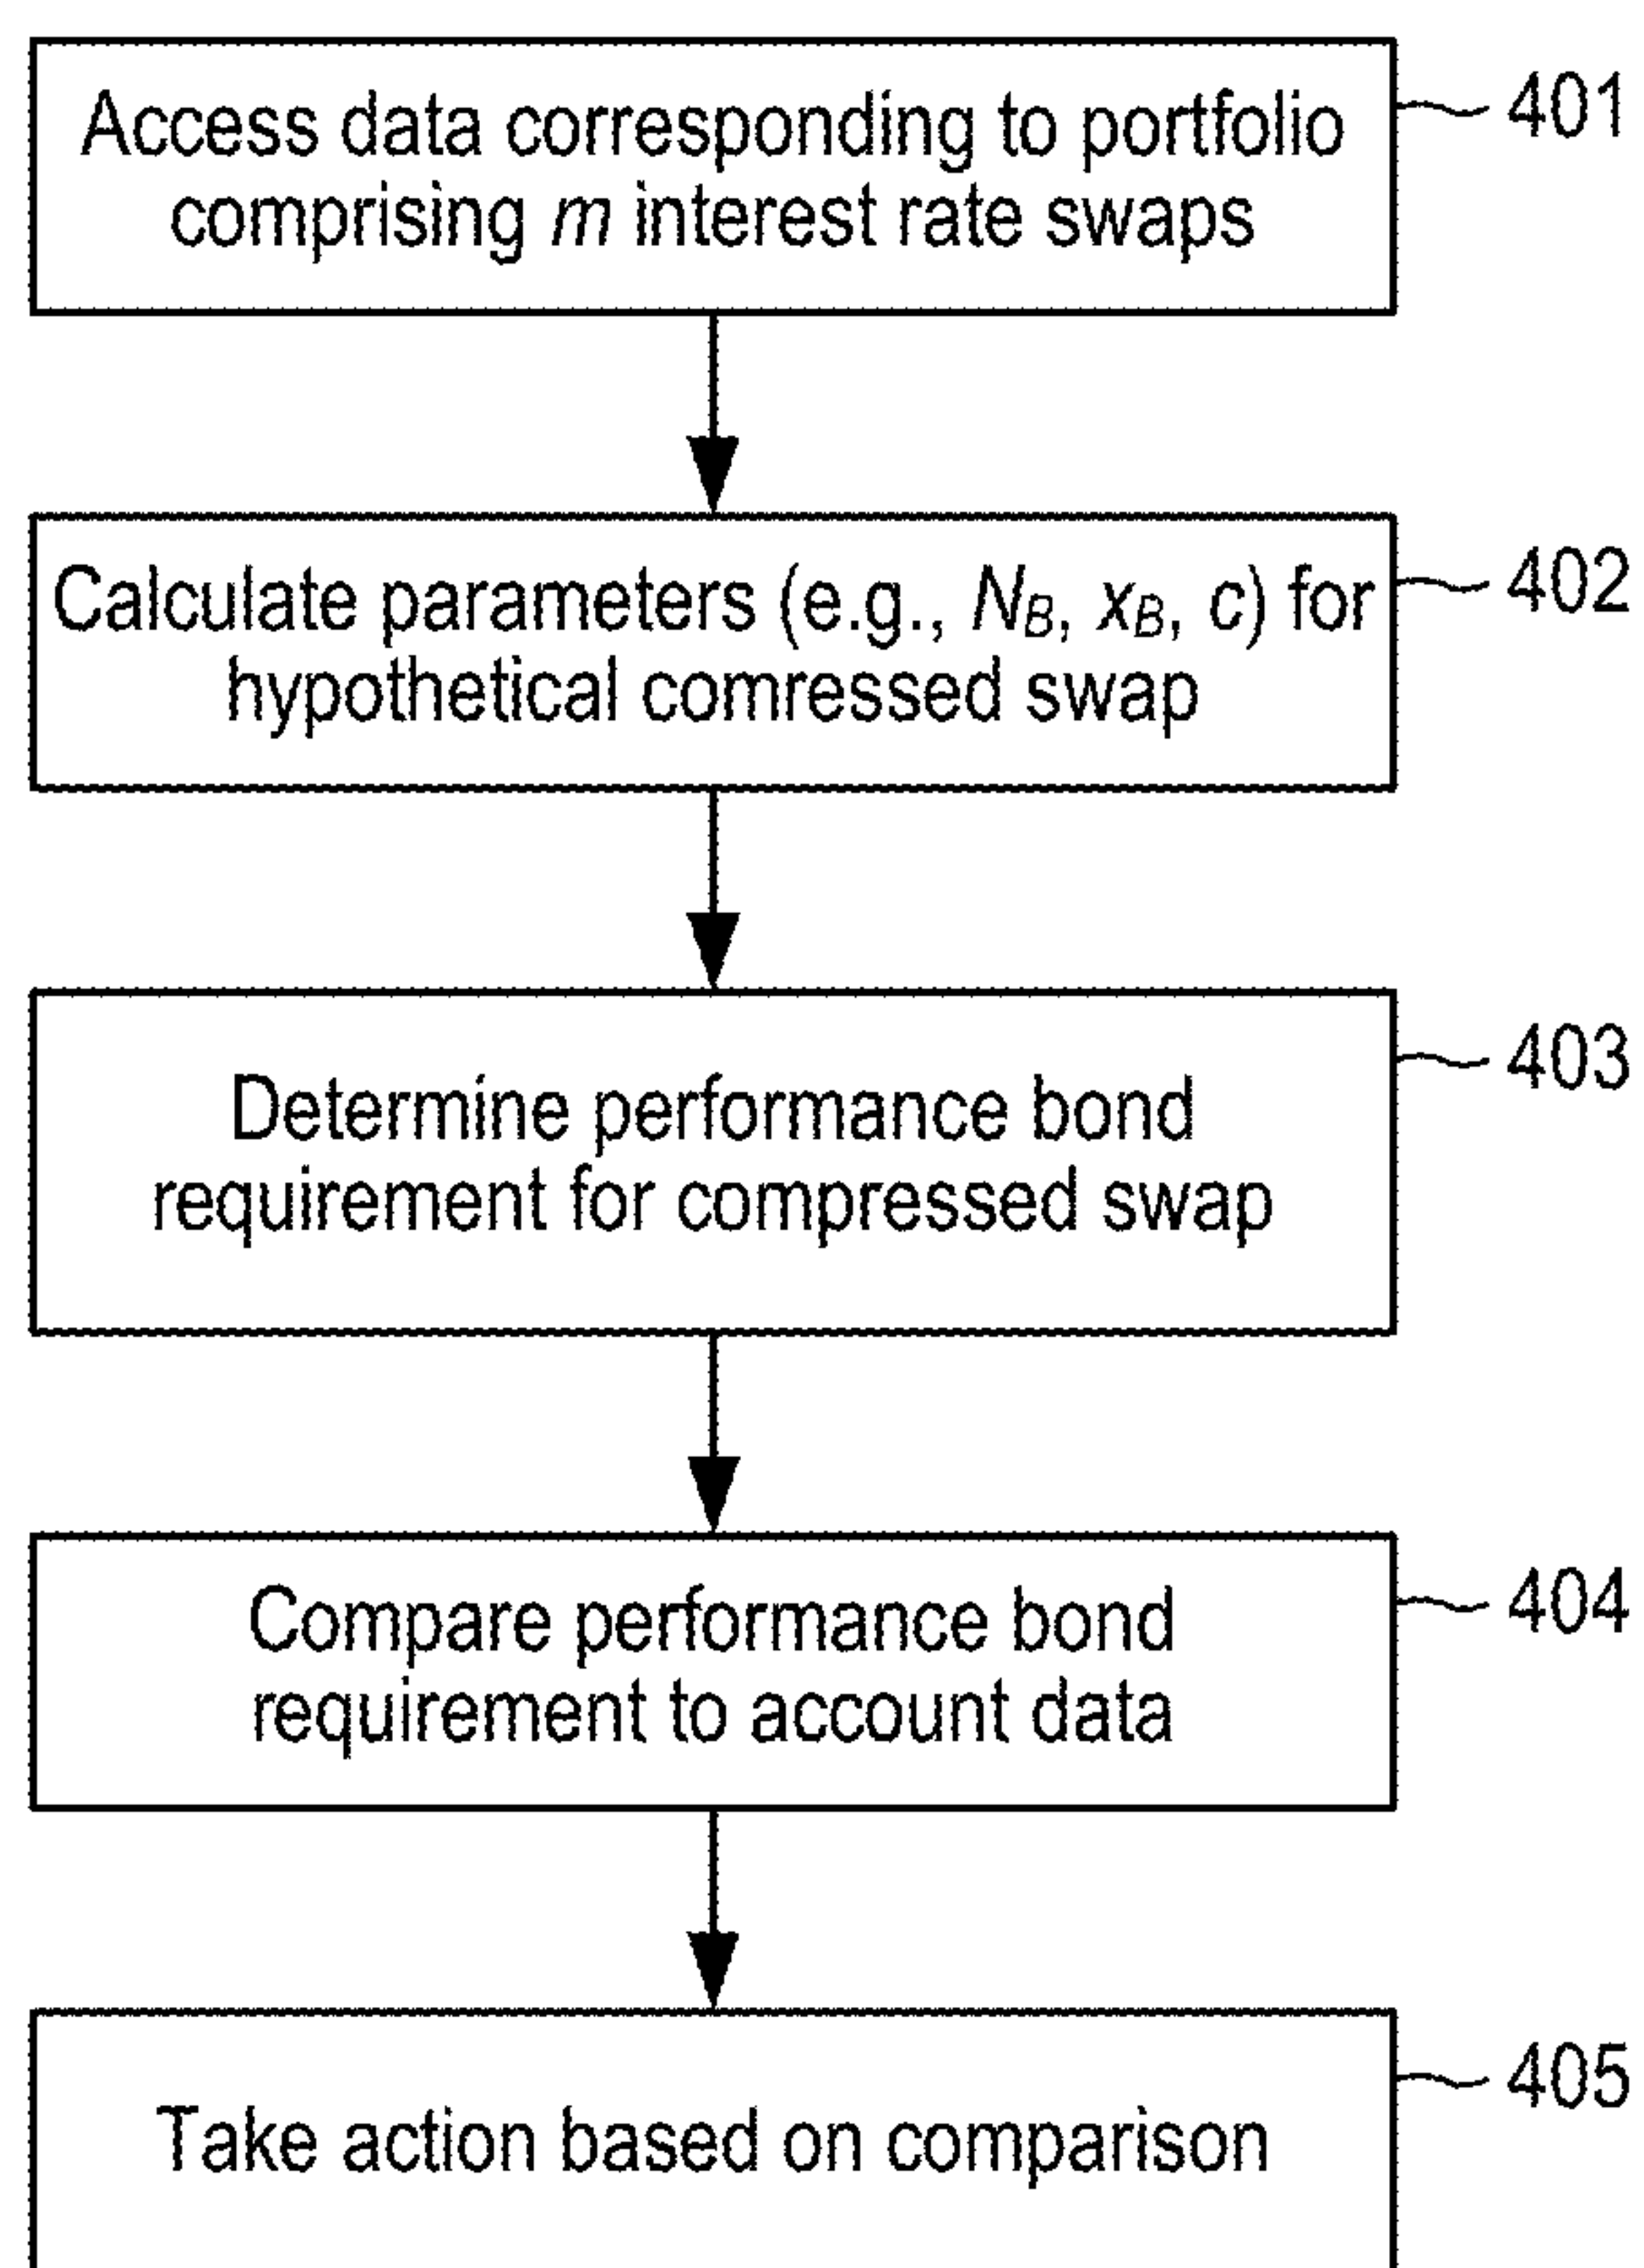 Access data corresponding to portfolio
comprising m interest rate swaps
401
Calculate parameters (e.g., N_B, x_B, c) for
hypothetical comressed swap
402
Determine performance bond
requirement for compressed swap
403
Compare performance bond
requirement to account data
404
Take action based on comparison
405